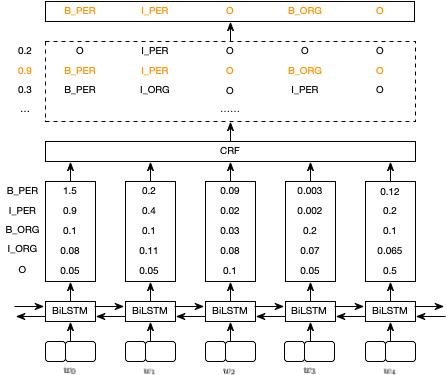 B_PER I_PER O B_ORG O
0.2 O I_PER O O O
0.9 B_PER I_PER O B_ORG O
0.3 B_PER I_ORG O I_PER O
... ......
CRF
B_PER 1.5 0.2 0.09 0.003 0.12
I_PER 0.9 0.4 0.02 0.002 0.2
B_ORG 0.1 0.1 0.03 0.2 0.1
I_ORG 0.08 0.11 0.08 0.07 0.065
O 0.05 0.05 0.1 0.05 0.5
BiLSTM BiLSTM BiLSTM BiLSTM BiLSTM
w₀ w₁ w₂ w₃ w₄